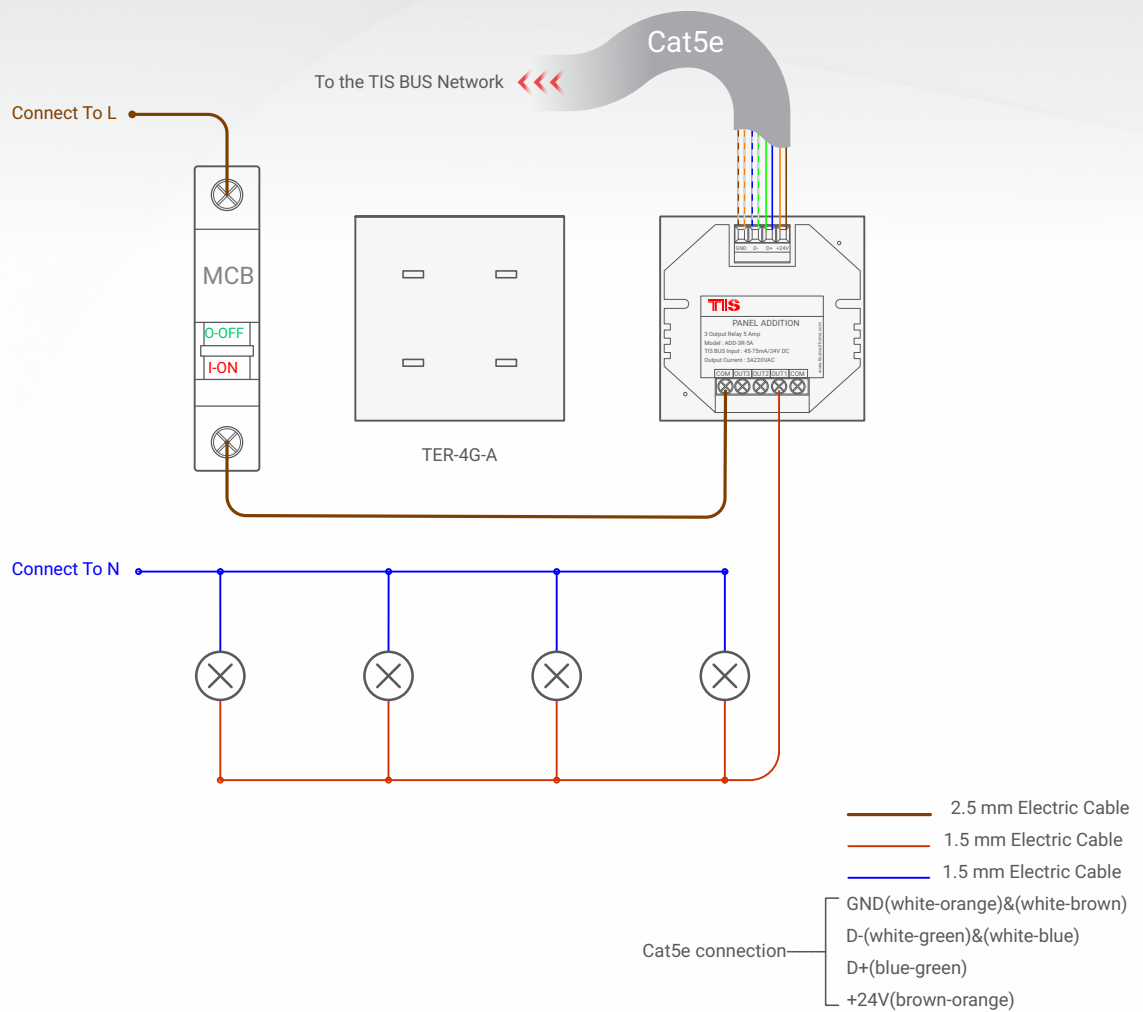 Cat5e
To the TIS BUS Network
Connect To L
MCB
O-OFF
I-ON
TER-4G-A
GND D- D+ +24V
TIS
PANEL ADDITION
3 Output Relay 5 Amp
Model : ADD-3R-5A
TIS BUS Input : 45-75mA/24V DC
Output Current : 3A220VAC
COM OUT3 OUT2 OUT1 COM
Connect To N
2.5 mm Electric Cable
1.5 mm Electric Cable
1.5 mm Electric Cable
Cat5e connection
GND(white-orange)&(white-brown)
D-(white-green)&(white-blue)
D+(blue-green)
+24V(brown-orange)